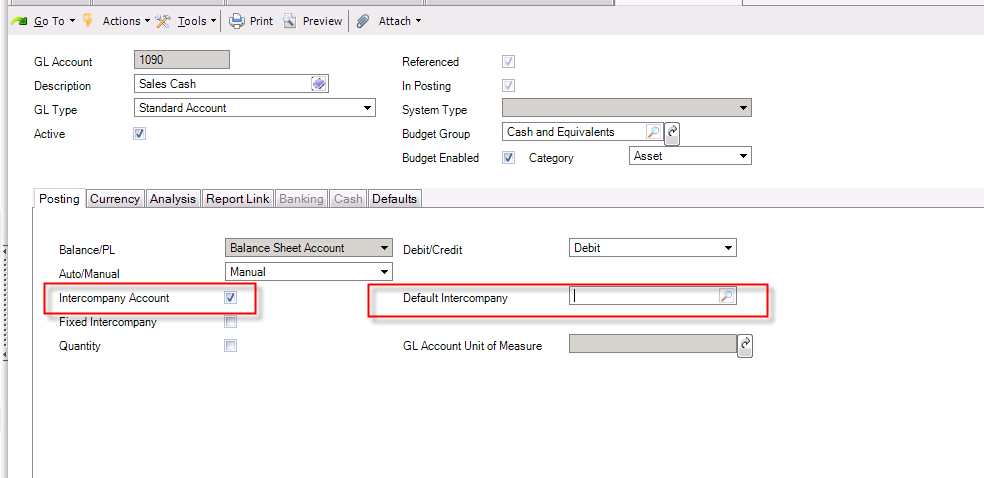 Go To Actions Tools Print Preview Attach
GL Account 1090 Referenced
Description Sales Cash In Posting
GL Type Standard Account System Type
Active Budget Group Cash and Equivalents
Budget Enabled Category Asset
Posting Currency Analysis Report Link Banking Cash Defaults
Balance/PL Balance Sheet Account Debit/Credit Debit
Auto/Manual Manual
Intercompany Account Default Intercompany
Fixed Intercompany
Quantity GL Account Unit of Measure